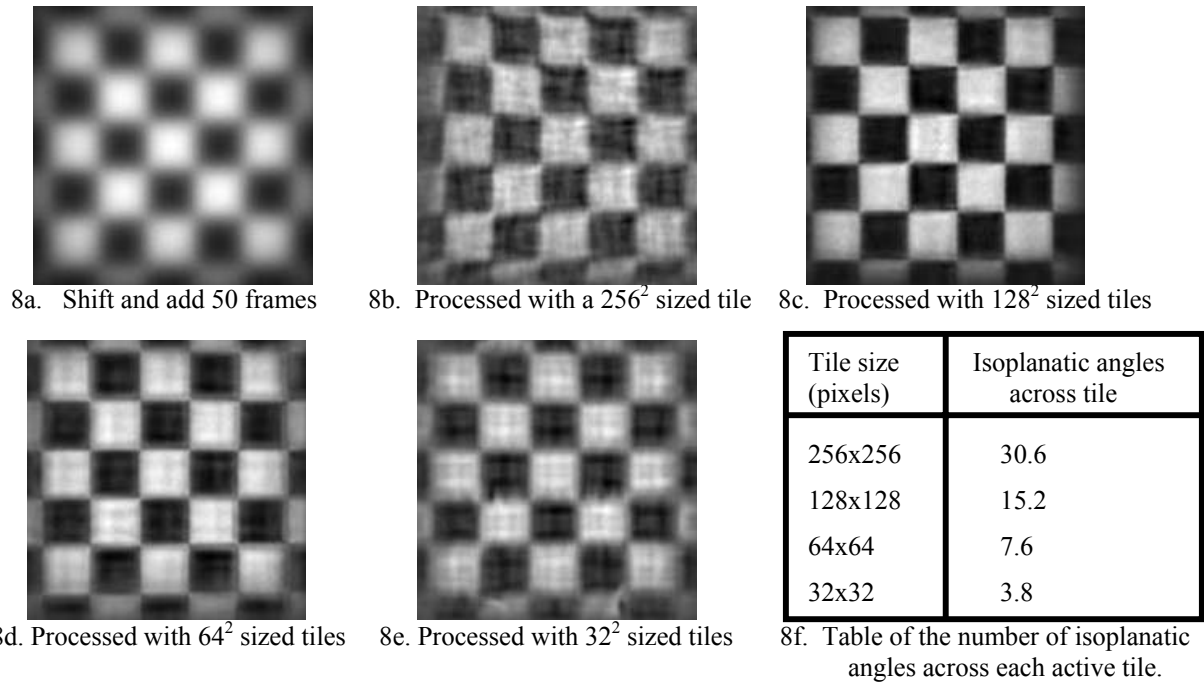 8a. Shift and add 50 frames
8b. Processed with a 256² sized tile
8c. Processed with 128² sized tiles
8d. Processed with 64² sized tiles
8e. Processed with 32² sized tiles
Tile size Isoplanatic angles
(pixels) across tile
256x256 30.6
128x128 15.2
64x64 7.6
32x32 3.8
8f. Table of the number of isoplanatic
angles across each active tile.